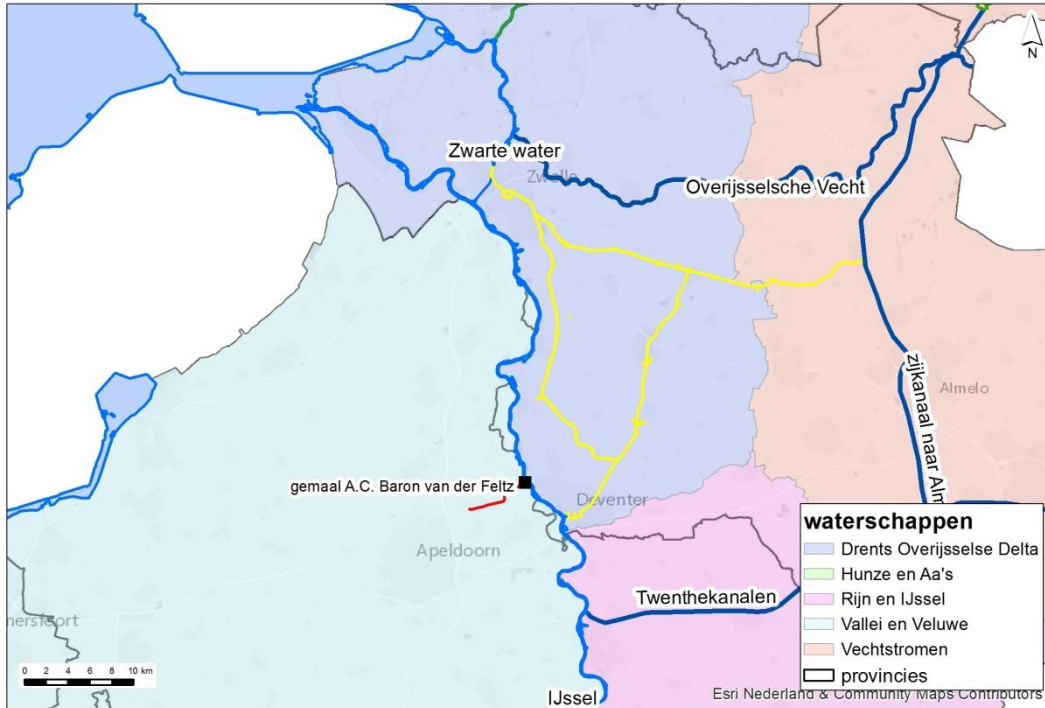 N
Zwarte water
Zwolle
Overijsselsche Vecht
zijkanaal naar Alm
Almelo
gemaal A.C. Baron van der Feltz
Deventer
Apeldoorn
mersfoort
Twenthekanalen
IJssel
0 2 4 6 8 10 km
waterschappen
Drents Overijsselse Delta
Hunze en Aa's
Rijn en IJssel
Vallei en Veluwe
Vechtstromen
provincies
Esri Nederland & Community Maps Contributors